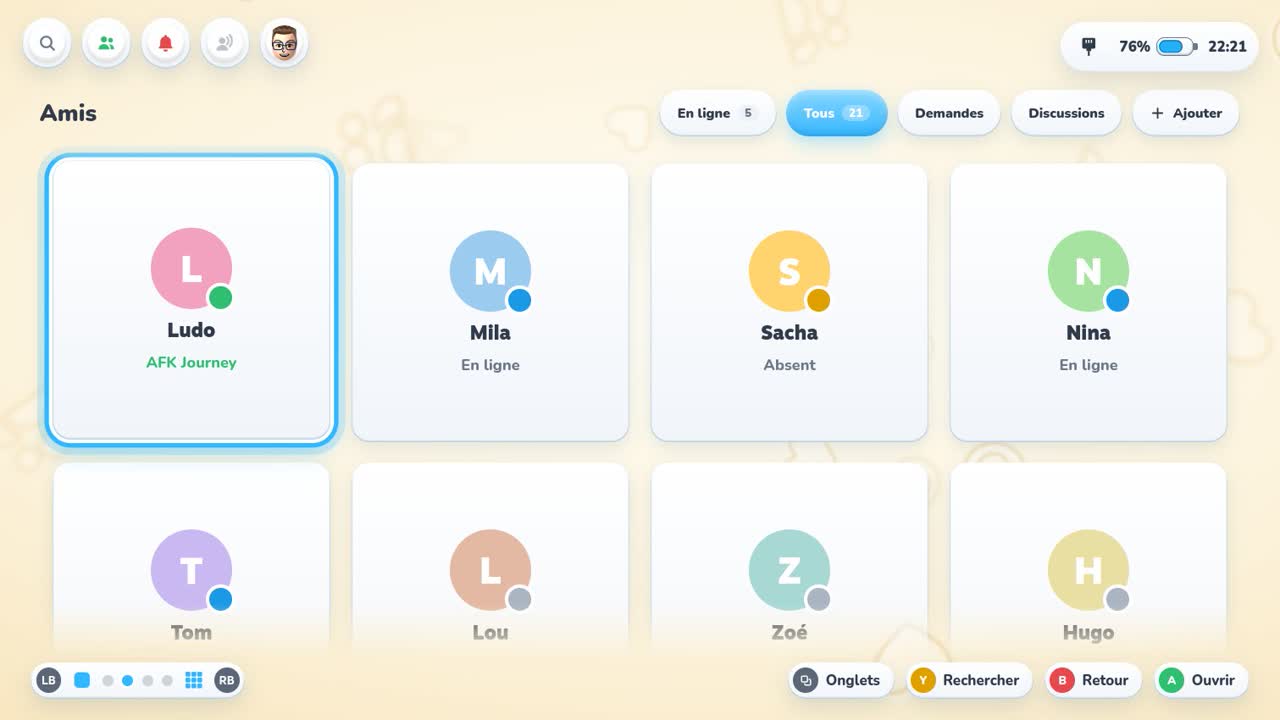 76% 22:21
Amis
En ligne 5
Tous 21
Demandes
Discussions
+ Ajouter
L
Ludo
AFK Journey
M
Mila
En ligne
S
Sacha
Absent
N
Nina
En ligne
T
Tom
L
Lou
Z
Zoé
H
Hugo
LB
RB
Onglets
Y Rechercher
B Retour
A Ouvrir